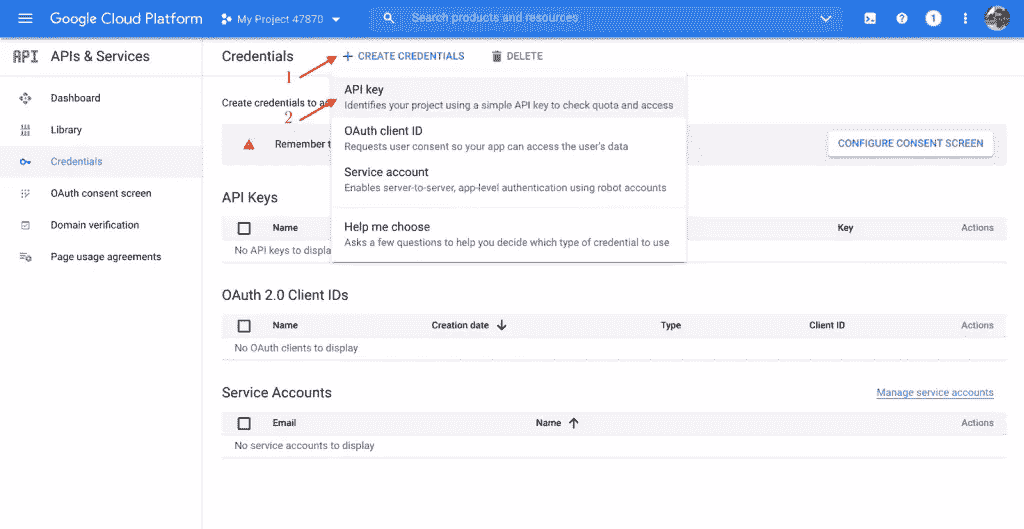 Google Cloud Platform My Project 47870 Search products and resources ? 1
API APIs & Services Credentials + CREATE CREDENTIALS DELETE
1
API key
Dashboard Create credentials to Identifies your project using a simple API key to check quota and access
2
OAuth client ID
Library Requests user consent so your app can access the user's data
Remember CONFIGURE CONSENT SCREEN
Credentials
Service account
Enables server-to-server, app-level authentication using robot accounts
OAuth consent screen
API Keys
Domain verification
Help me choose
Name Key Actions
Asks a few questions to help you decide which type of credential to use
No API keys to displa
Page usage agreements
OAuth 2.0 Client IDs
Name Creation date Type Client ID Actions
No OAuth clients to display
Service Accounts Manage service accounts
Email Name Actions
No service accounts to display